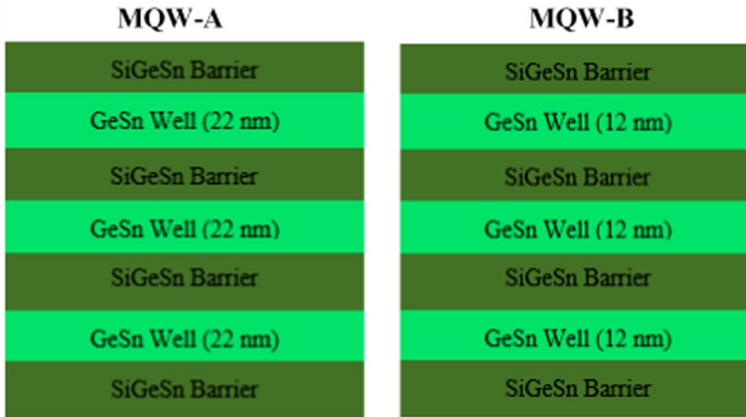 MQW-A
SiGeSn Barrier
GeSn Well (22 nm)
SiGeSn Barrier
GeSn Well (22 nm)
SiGeSn Barrier
GeSn Well (22 nm)
SiGeSn Barrier
MQW-B
SiGeSn Barrier
GeSn Well (12 nm)
SiGeSn Barrier
GeSn Well (12 nm)
SiGeSn Barrier
GeSn Well (12 nm)
SiGeSn Barrier